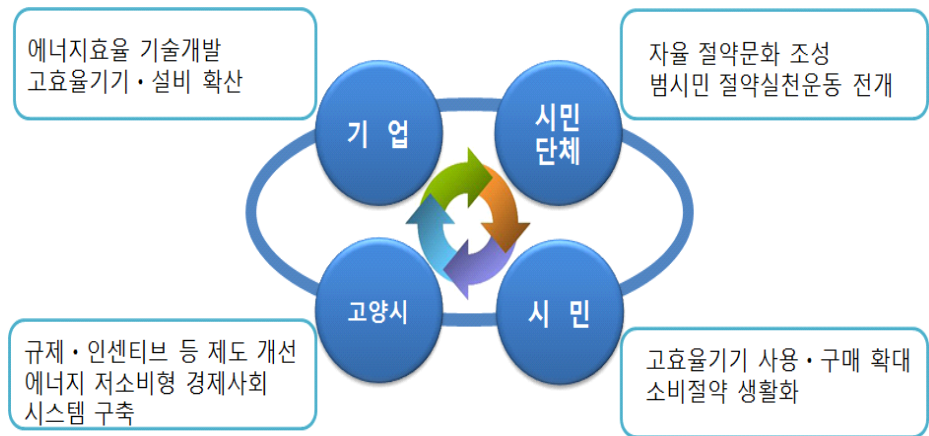 에너지효율 기술개발
고효율기기·설비 확산
자율 절약문화 조성
범시민 절약실천운동 전개
기 업
시민
단체
고양시
시 민
규제·인센티브 등 제도 개선
에너지 저소비형 경제사회
시스템 구축
고효율기기 사용·구매 확대
소비절약 생활화